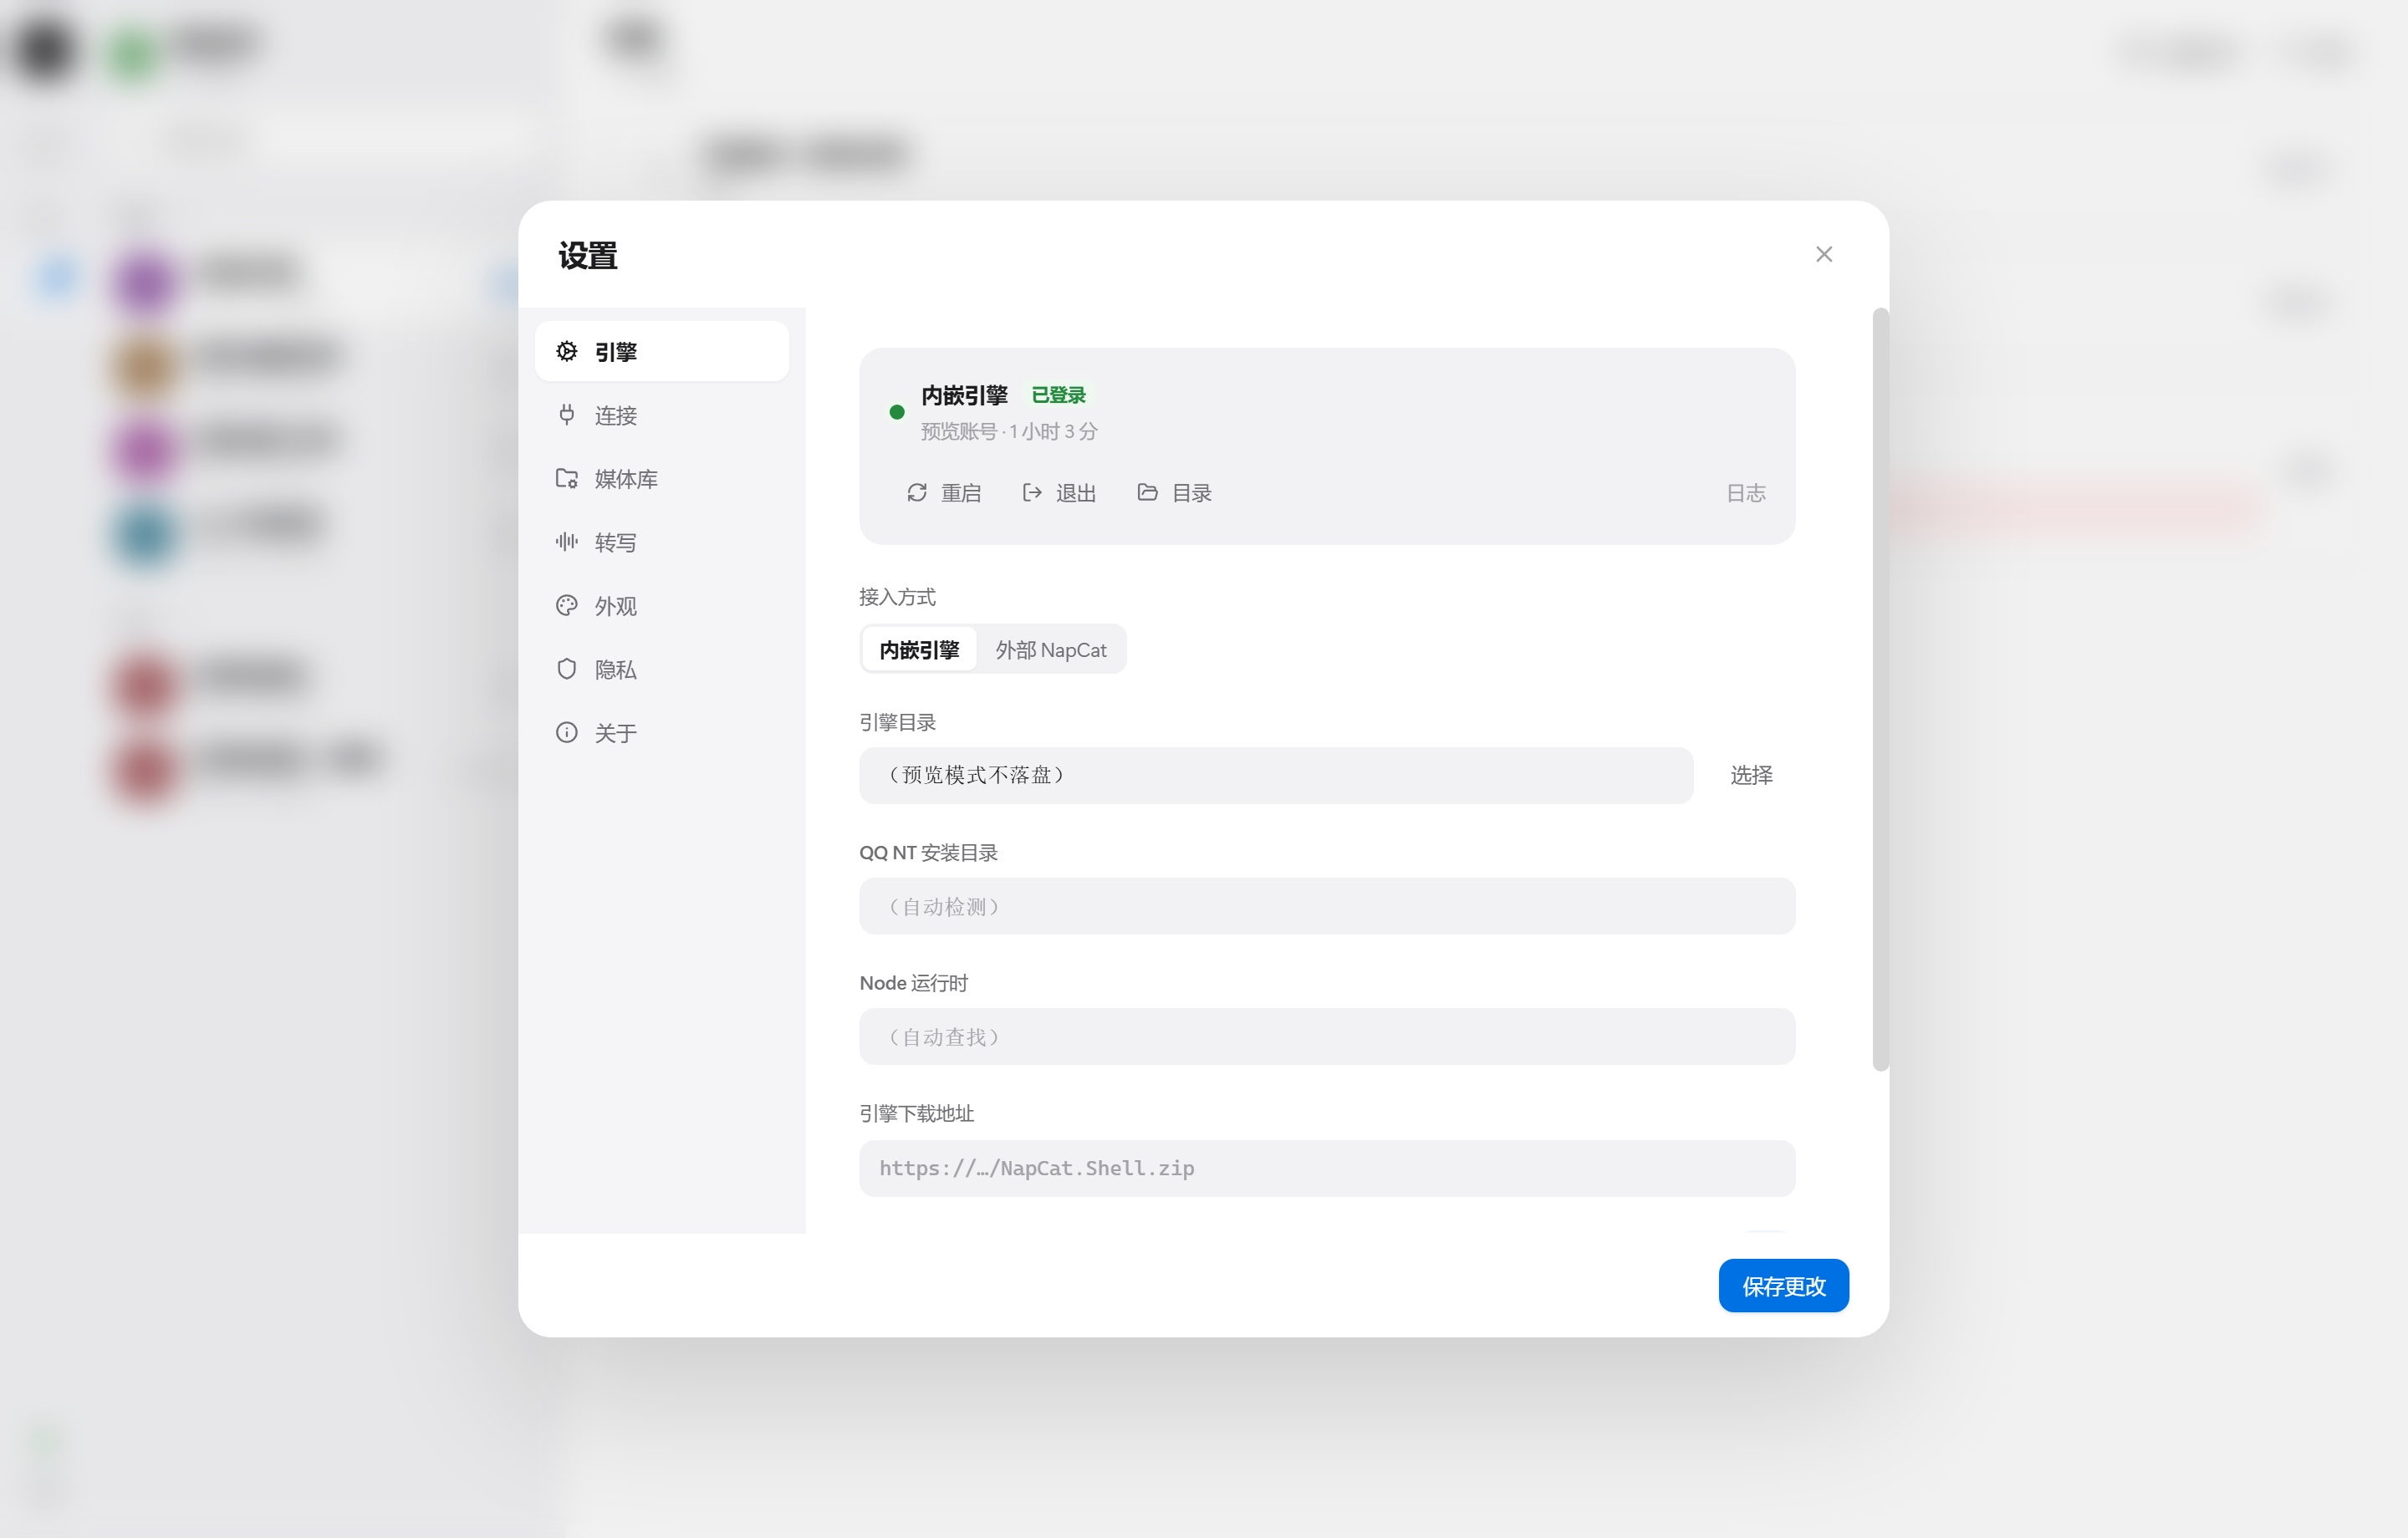 设置
引擎
连接
媒体库
转写
外观
隐私
关于
内嵌引擎 已登录
预览账号 · 1 小时 3 分
重启 退出 目录 日志
接入方式
内嵌引擎 外部 NapCat
引擎目录
（预览模式不落盘） 选择
QQ NT 安装目录
（自动检测）
Node 运行时
（自动查找）
引擎下载地址
https://…/NapCat.Shell.zip
保存更改